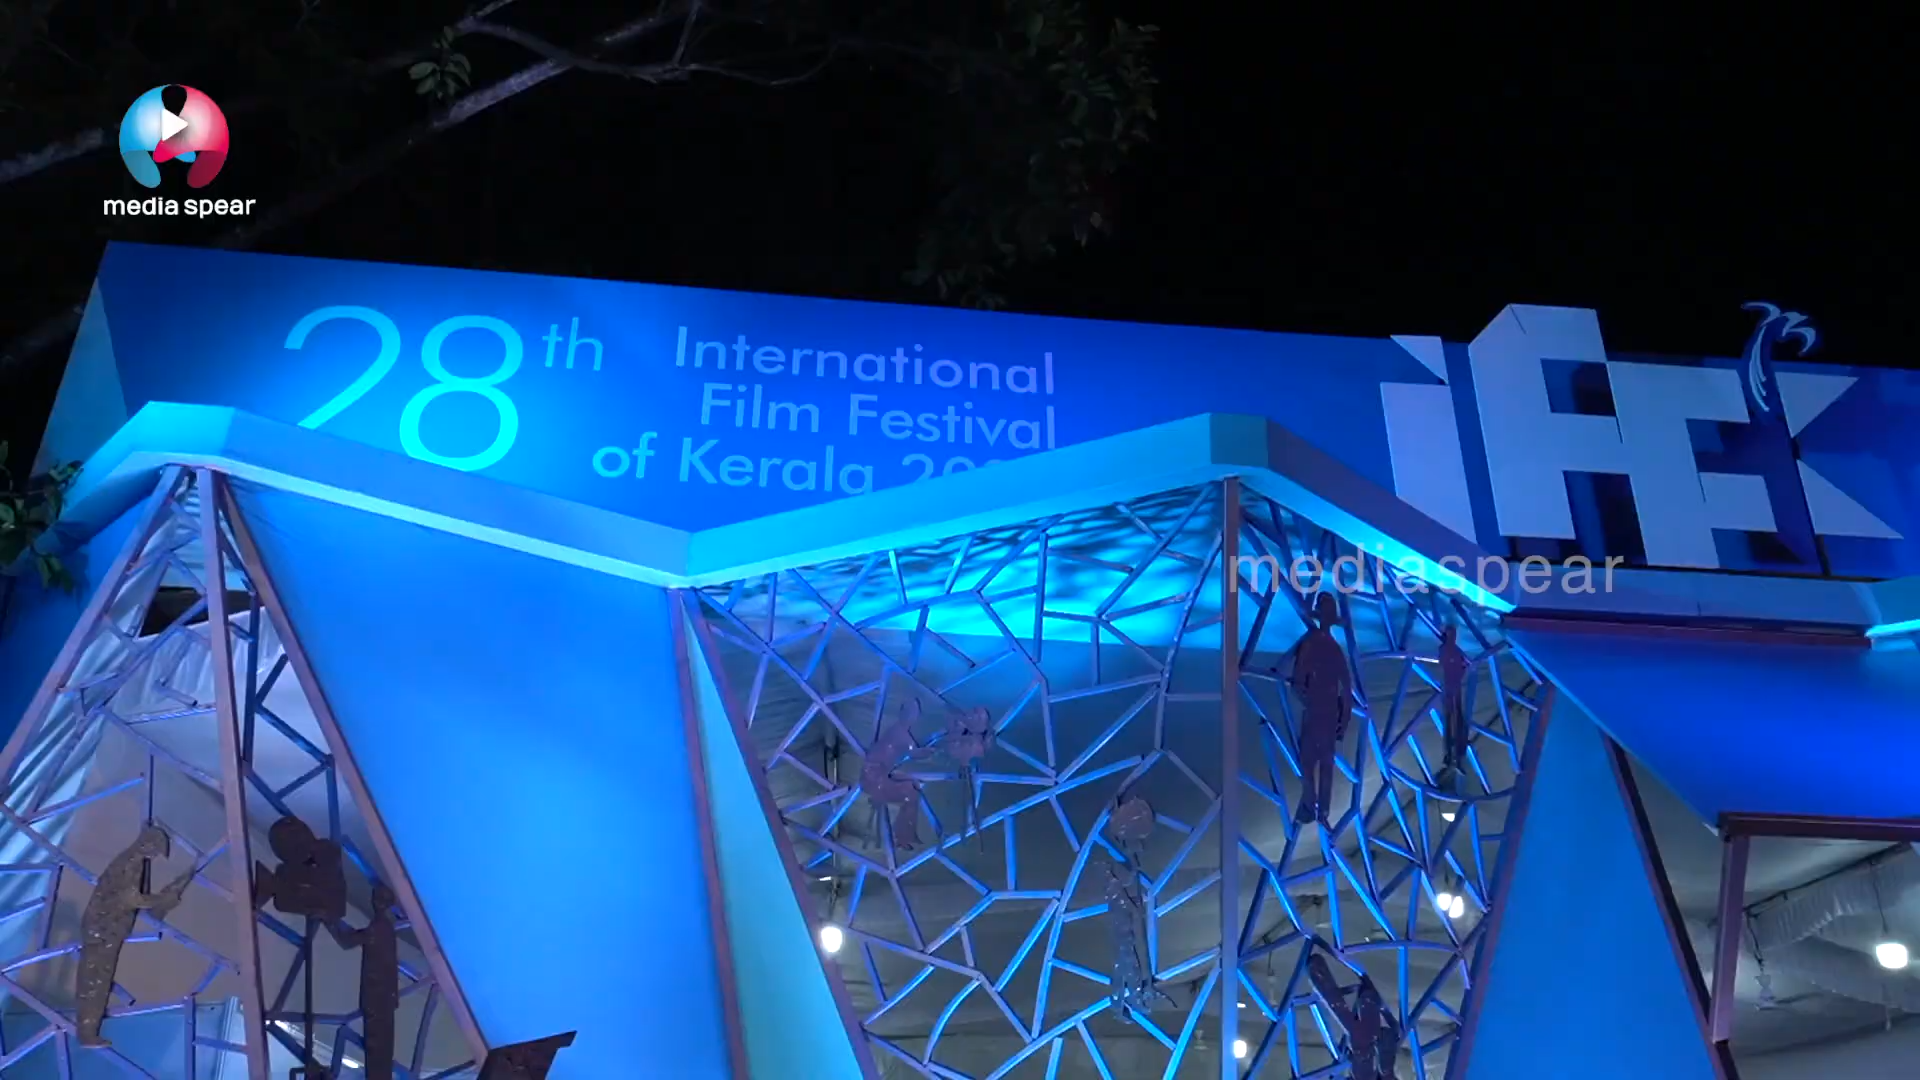 media spear
28th International
Film Festival
of Kerala
iFFK
mediaspear